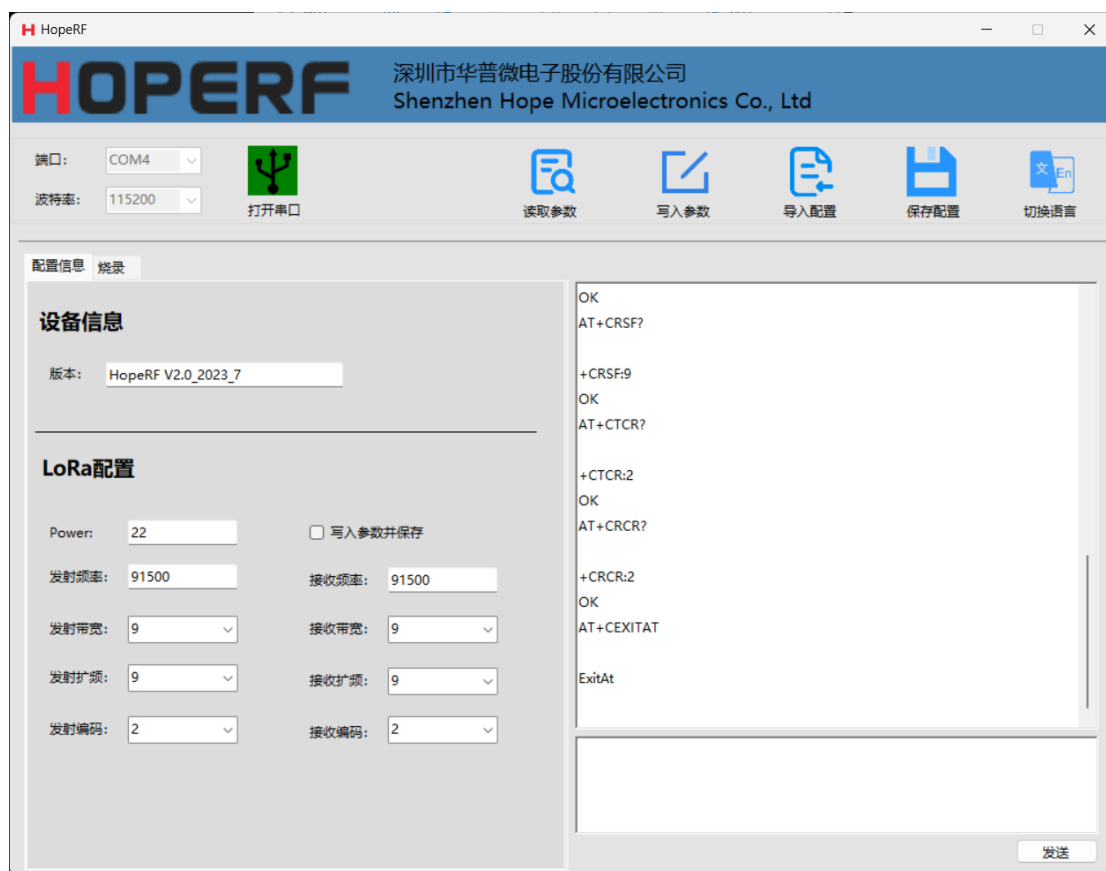 HopeRF
HOPERF
深圳市华普微电子股份有限公司
Shenzhen Hope Microelectronics Co., Ltd
端口: COM4
波特率: 115200
打开串口
读取参数
写入参数
导入配置
保存配置
文 En
切换语言
配置信息 烧录
设备信息
版本: HopeRF V2.0_2023_7
LoRa配置
Power: 22
写入参数并保存
发射频率: 91500
接收频率: 91500
发射带宽: 9
接收带宽: 9
发射扩频: 9
接收扩频: 9
发射编码: 2
接收编码: 2
OK
AT+CRSF?
+CRSF:9
OK
AT+CTCR?
+CTCR:2
OK
AT+CRCR?
+CRCR:2
OK
AT+CEXITAT
ExitAt
发送